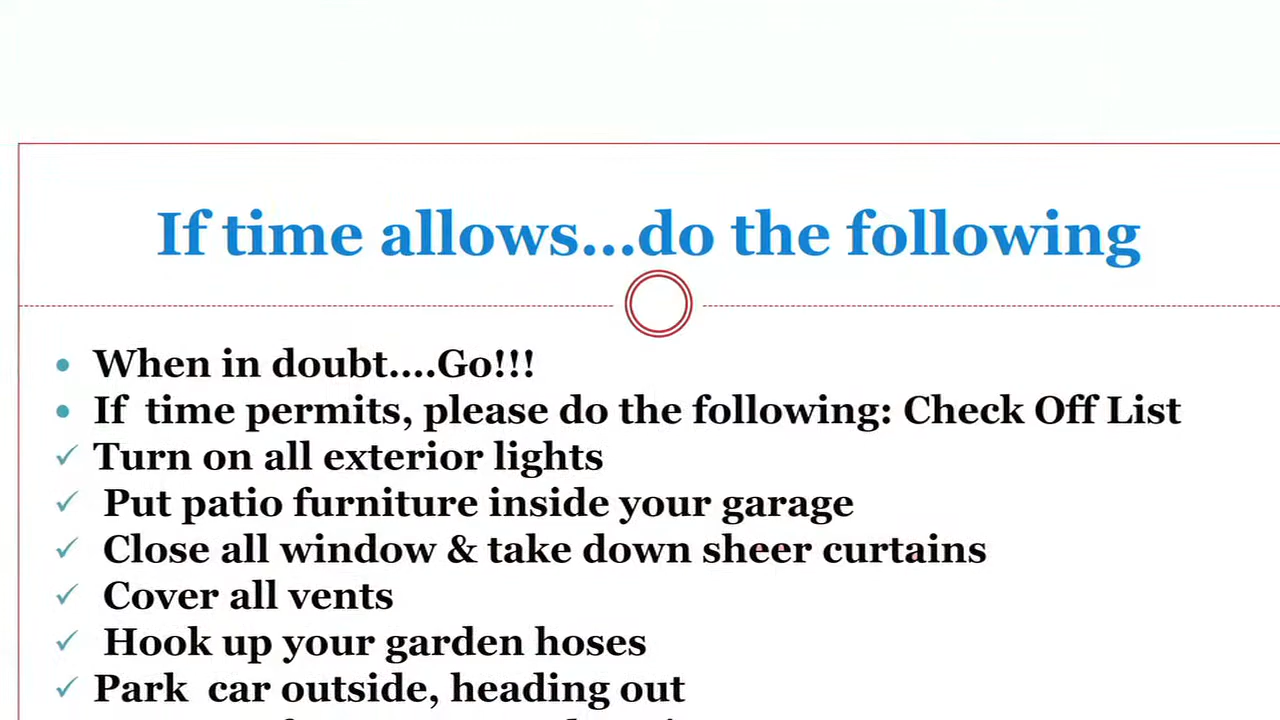 If time allows...do the following
When in doubt....Go!!!
If time permits, please do the following: Check Off List
Turn on all exterior lights
Put patio furniture inside your garage
Close all window & take down sheer curtains
Cover all vents
Hook up your garden hoses
Park car outside, heading out